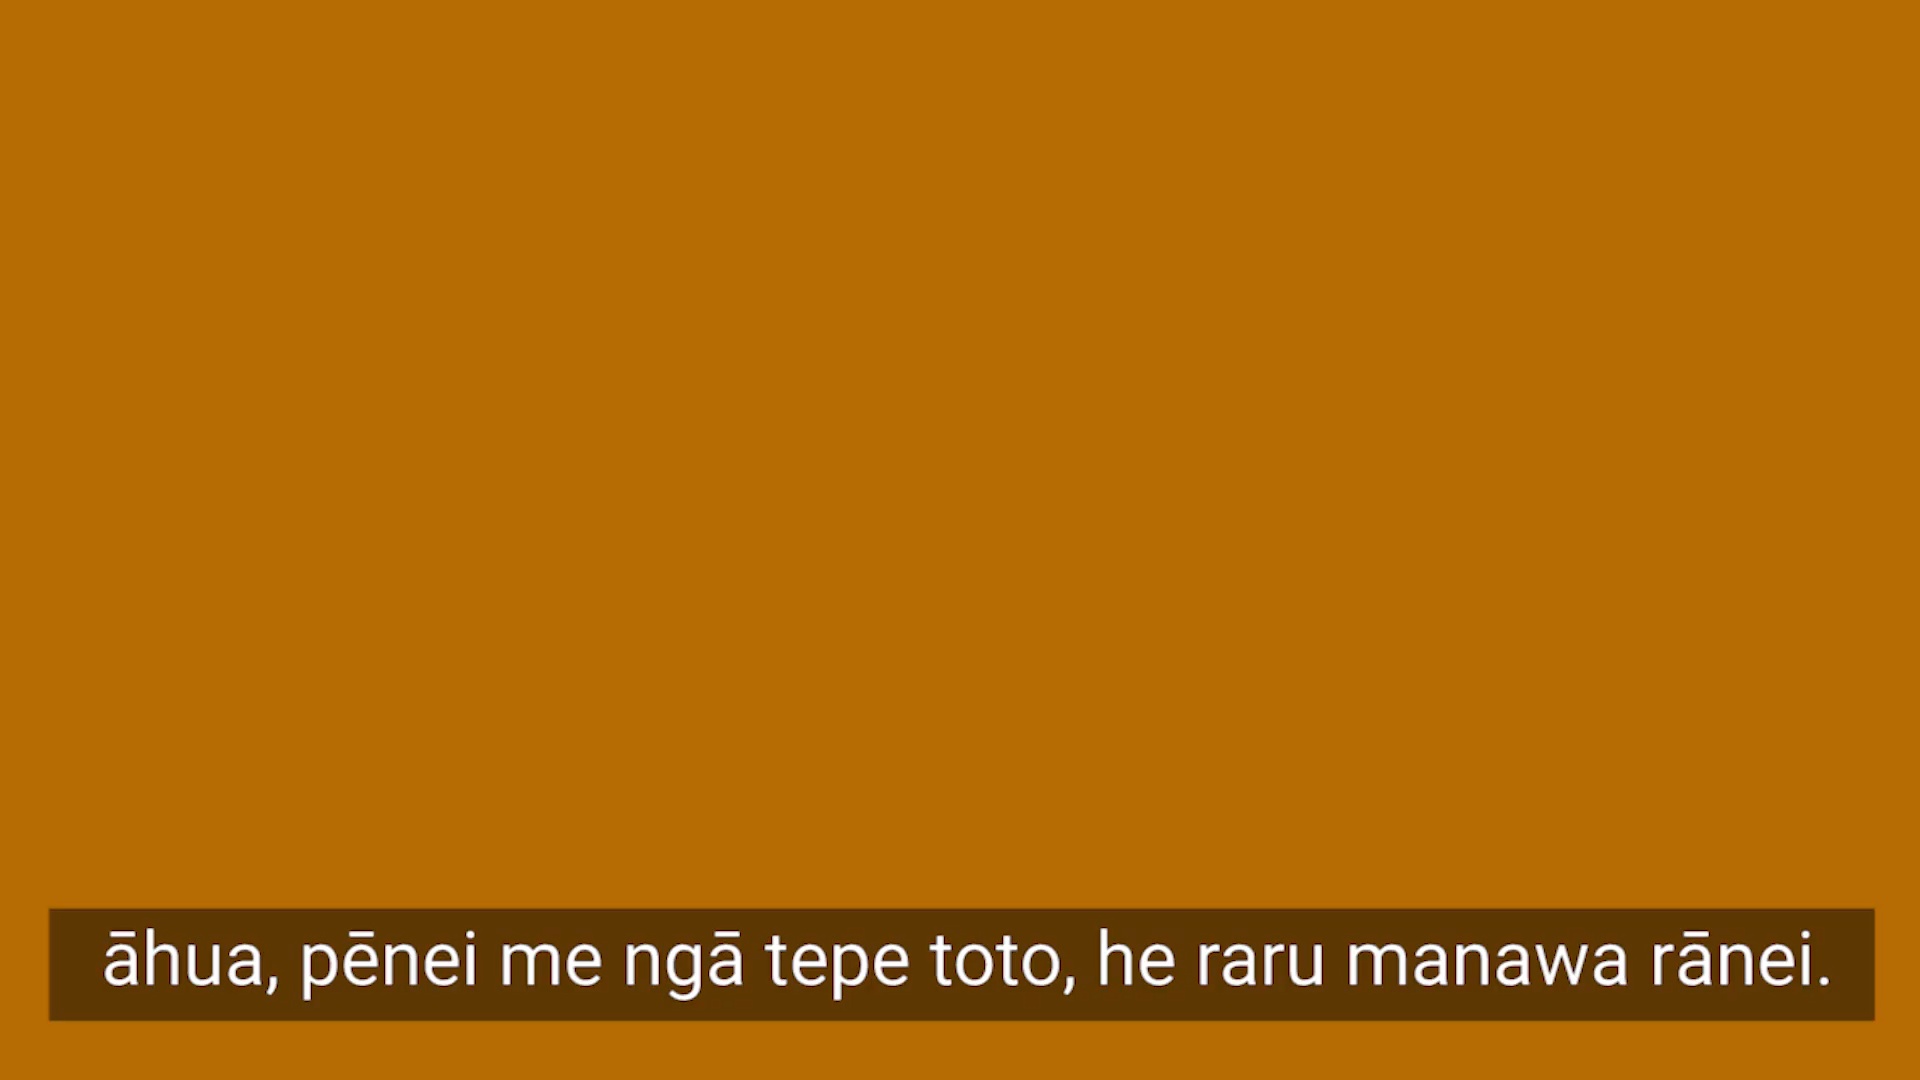 āhua, pēnei me ngā tepe toto, he raru manawa rānei.